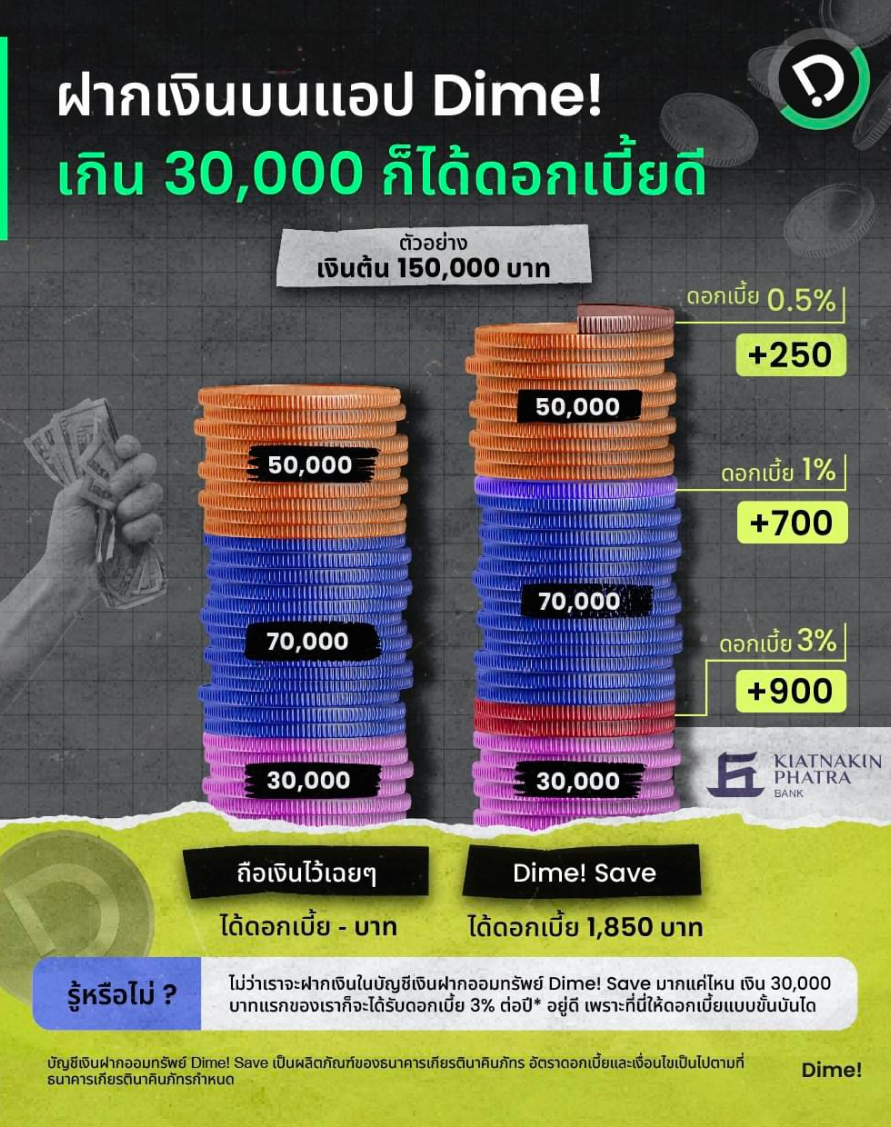 ฝากเงินบนแอป Dime!
เกิน 30,000 ก็ได้ดอกเบี้ยดี
ตัวอย่าง
เงินต้น 150,000 บาท
ดอกเบี้ย 0.5%
+250
50,000
50,000
ดอกเบี้ย 1%
+700
70,000
70,000
ดอกเบี้ย 3%
+900
30,000
30,000
KIATNAKIN
PHATRA
BANK
ถือเงินไว้เฉยๆ
Dime! Save
ได้ดอกเบี้ย - บาท
ได้ดอกเบี้ย 1,850 บาท
รู้หรือไม่ ?
ไม่ว่าเราจะฝากเงินในบัญชีเงินฝากออมทรัพย์ Dime! Save มากแค่ไหน เงิน 30,000
บาทแรกของเราก็จะได้รับดอกเบี้ย 3% ต่อปี* อยู่ดี เพราะที่นี่ให้ดอกเบี้ยแบบขั้นบันได
บัญชีเงินฝากออมทรัพย์ Dime! Save เป็นผลิตภัณฑ์ของธนาคารเกียรตินาคินภัทร อัตราดอกเบี้ยและเงื่อนไขเป็นไปตามที่
ธนาคารเกียรตินาคินภัทรกำหนด
Dime!